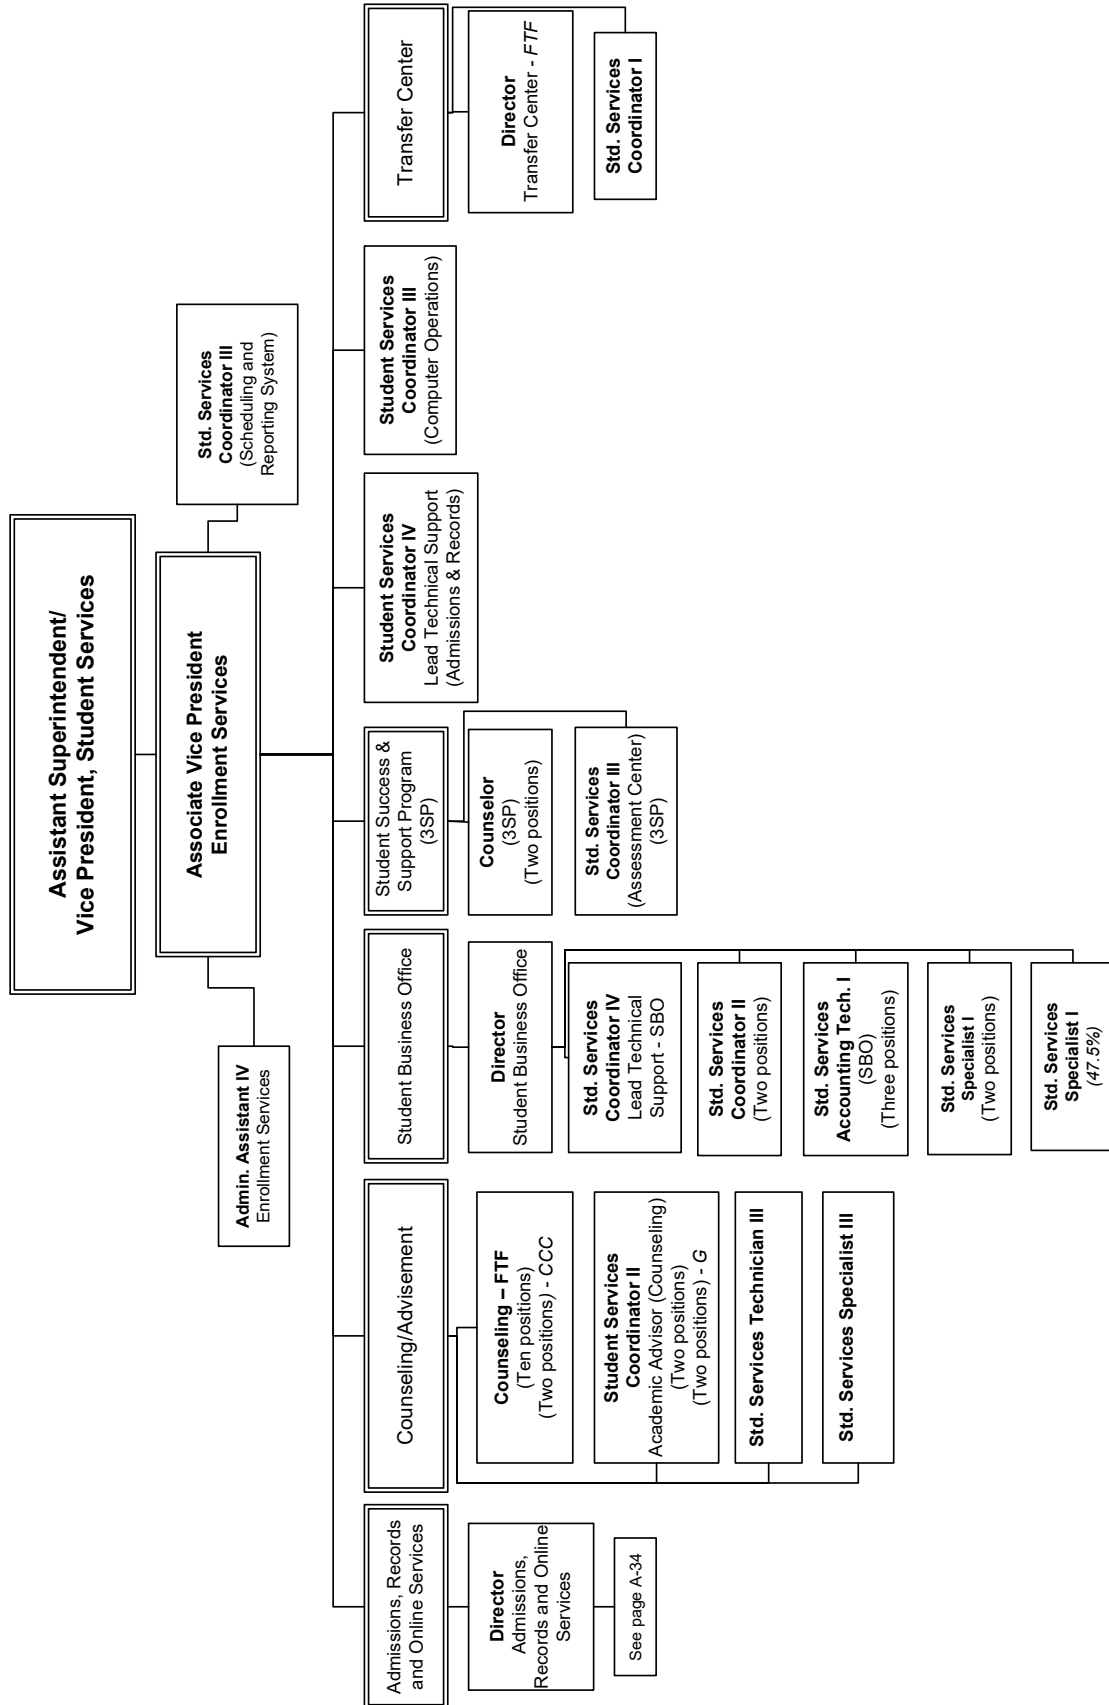 Assistant Superintendent/
Vice President, Student Services
Associate Vice President
Enrollment Services
Admin. Assistant IV
Enrollment Services
Std. Services
Coordinator III
(Scheduling and
Reporting System)
Admissions, Records
and Online Services
Director
Admissions,
Records and Online
Services
See page A-34
Counseling/Advisement
Counseling – FTF
(Ten positions)
(Two positions) - CCC
Student Services
Coordinator II
Academic Advisor (Counseling)
(Two positions)
(Two positions) - G
Std. Services Technician III
Std. Services Specialist III
Student Business Office
Director
Student Business Office
Std. Services
Coordinator IV
Lead Technical
Support - SBO
Std. Services
Coordinator II
(Two positions)
Std. Services
Accounting Tech. I
(SBO)
(Three positions)
Std. Services
Specialist I
(Two positions)
Std. Services
Specialist I
(47.5%)
Student Success &
Support Program
(3SP)
Counselor
(3SP)
(Two positions)
Std. Services
Coordinator III
(Assessment Center)
(3SP)
Student Services
Coordinator IV
Lead Technical Support
(Admissions & Records)
Student Services
Coordinator III
(Computer Operations)
Transfer Center
Director
Transfer Center - FTF
Std. Services
Coordinator I